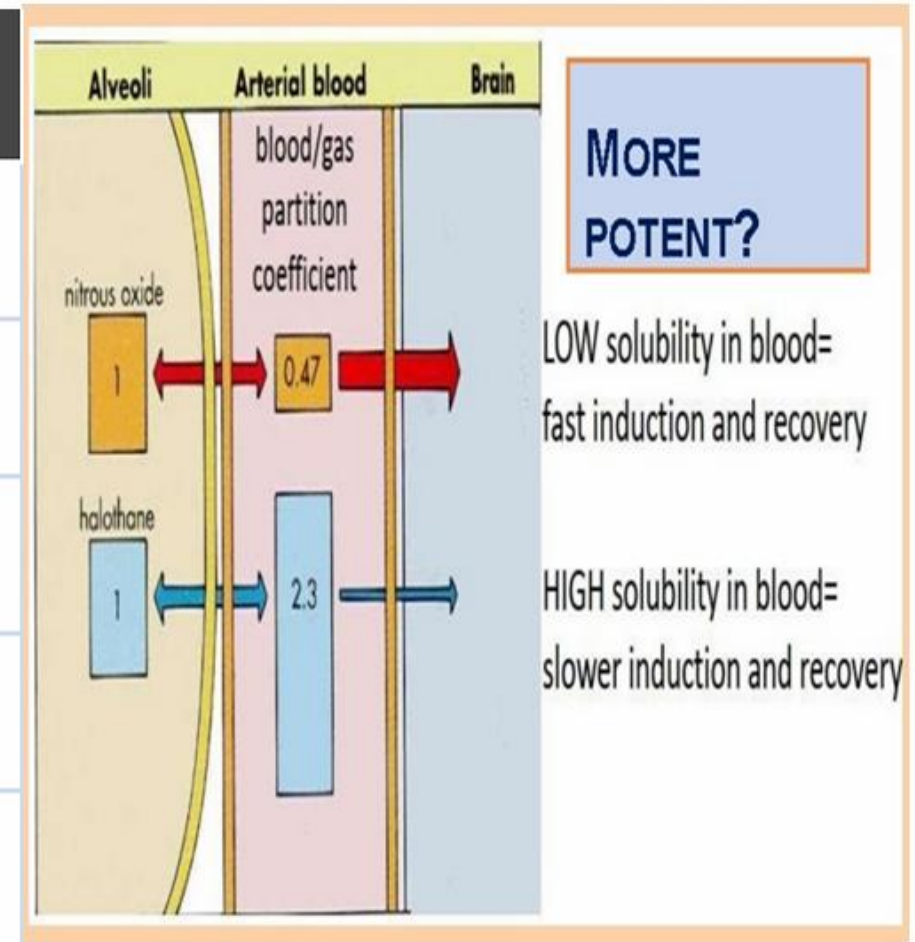 Alveoli Arterial blood Brain
blood/gas
partition
coefficient
nitrous oxide
1 0.47
halothane
1 2.3
MORE
POTENT?
LOW solubility in blood=
fast induction and recovery
HIGH solubility in blood=
slower induction and recovery